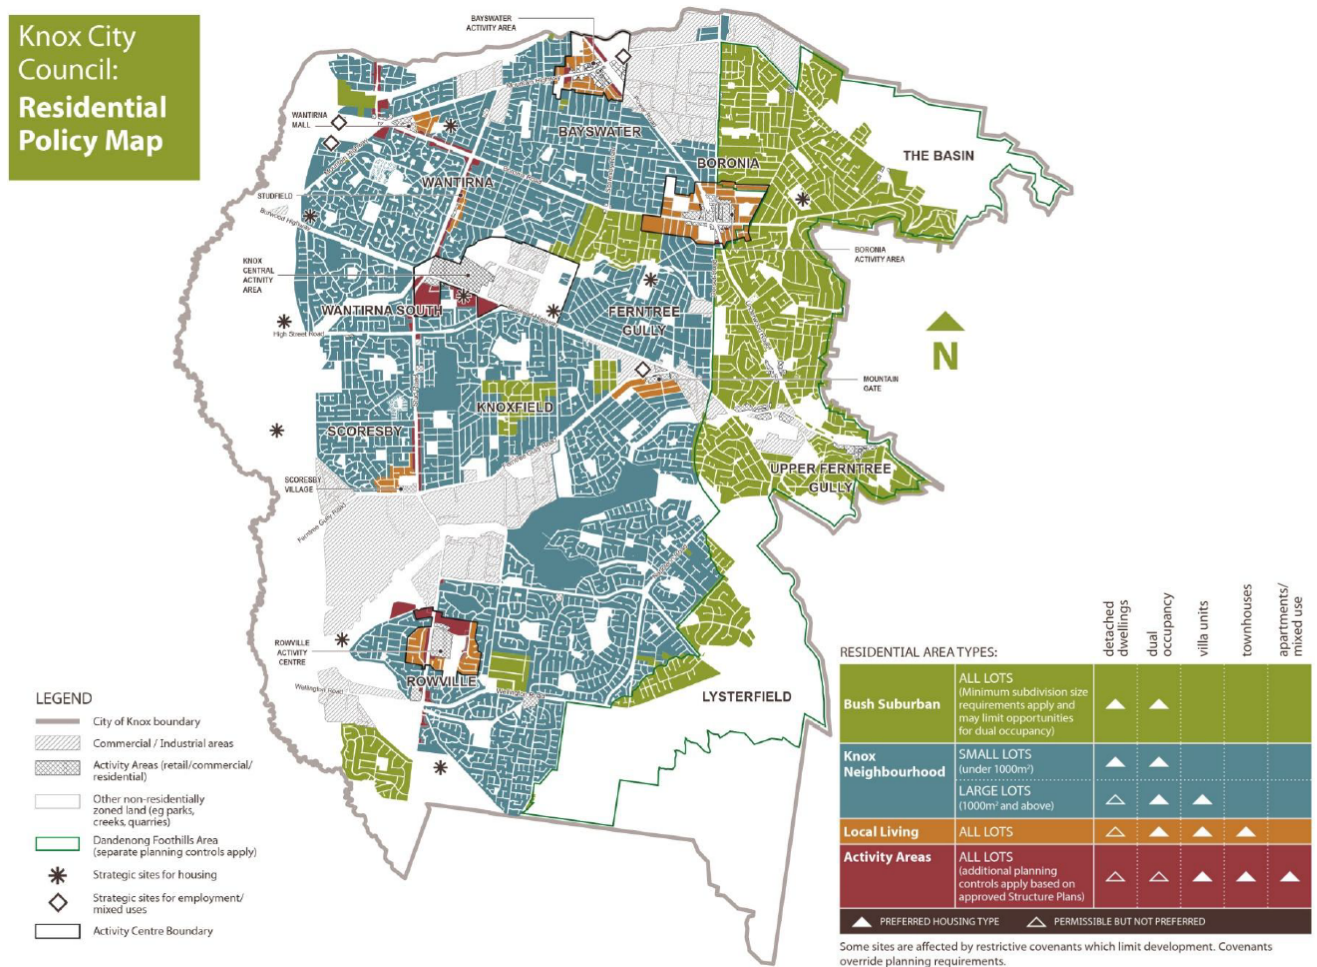 Knox City
Council:
Residential
Policy Map
BAYSWATER
ACTIVITY AREA
WANTIRNA
MALL
BAYSWATER
BORONIA
THE BASIN
WANTIRNA
STUDFIELD
Burwood Highway
BORONIA
ACTIVITY AREA
KNOX
CENTRAL
ACTIVITY
AREA
WANTIRNA SOUTH
FERNTREE
GULLY
High Street Road
N
MOUNTAIN
GATE
KNOXFIELD
SCORESBY
UPPER FERNTREE
GULLY
SCORESBY
VILLAGE
Ferntree Gully Road
ROWVILLE
ACTIVITY
CENTRE
ROWVILLE
Wellington Road
LYSTERFIELD
LEGEND
City of Knox boundary
Commercial / Industrial areas
Activity Areas (retail/commercial/
residential)
Other non-residentially
zoned land (eg parks,
creeks, quarries)
Dandenong Foothills Area
(separate planning controls apply)
Strategic sites for housing
Strategic sites for employment/
mixed uses
Activity Centre Boundary
RESIDENTIAL AREA TYPES:
detached
dwellings
dual
occupancy
villa units
townhouses
apartments/
mixed use
Bush Suburban
ALL LOTS
(Minimum subdivision size
requirements apply and
may limit opportunities
for dual occupancy)
Knox
Neighbourhood
SMALL LOTS
(under 1000m²)
LARGE LOTS
(1000m² and above)
Local Living
ALL LOTS
Activity Areas
ALL LOTS
(additional planning
controls apply based on
approved Structure Plans)
PREFERRED HOUSING TYPE
PERMISSIBLE BUT NOT PREFERRED
Some sites are affected by restrictive covenants which limit development. Covenants
override planning requirements.